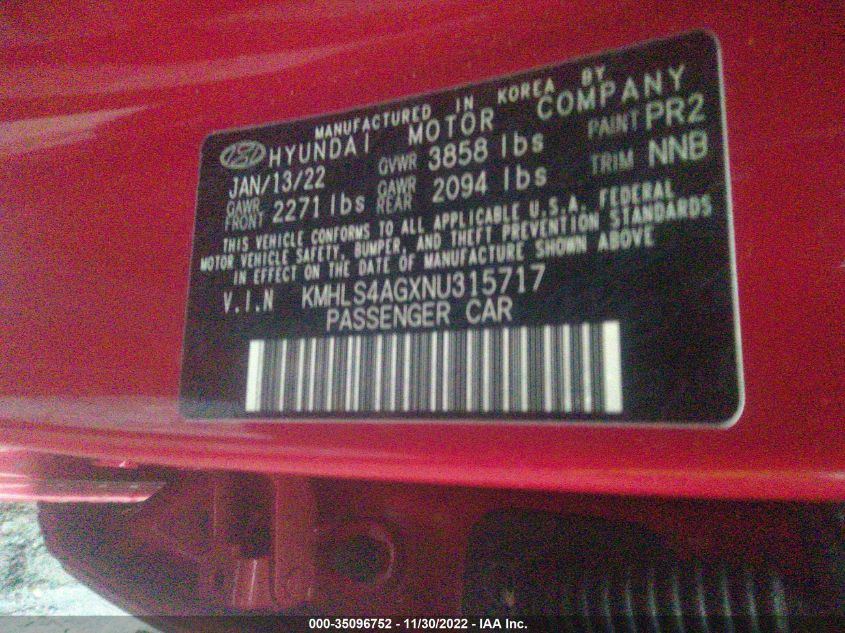 MANUFACTURED IN KOREA BY
HYUNDAI MOTOR COMPANY
JAN/13/22 GVWR 3858 lbs PAINT PR2
GAWR FRONT 2271 lbs GAWR REAR 2094 lbs TRIM NNB
THIS VEHICLE CONFORMS TO ALL APPLICABLE U.S.A. FEDERAL
MOTOR VEHICLE SAFETY, BUMPER, AND THEFT PREVENTION STANDARDS
IN EFFECT ON THE DATE OF MANUFACTURE SHOWN ABOVE
V.I.N KMHLS4AGXNU315717
PASSENGER CAR
000-35096752 - 11/30/2022 - IAA Inc.